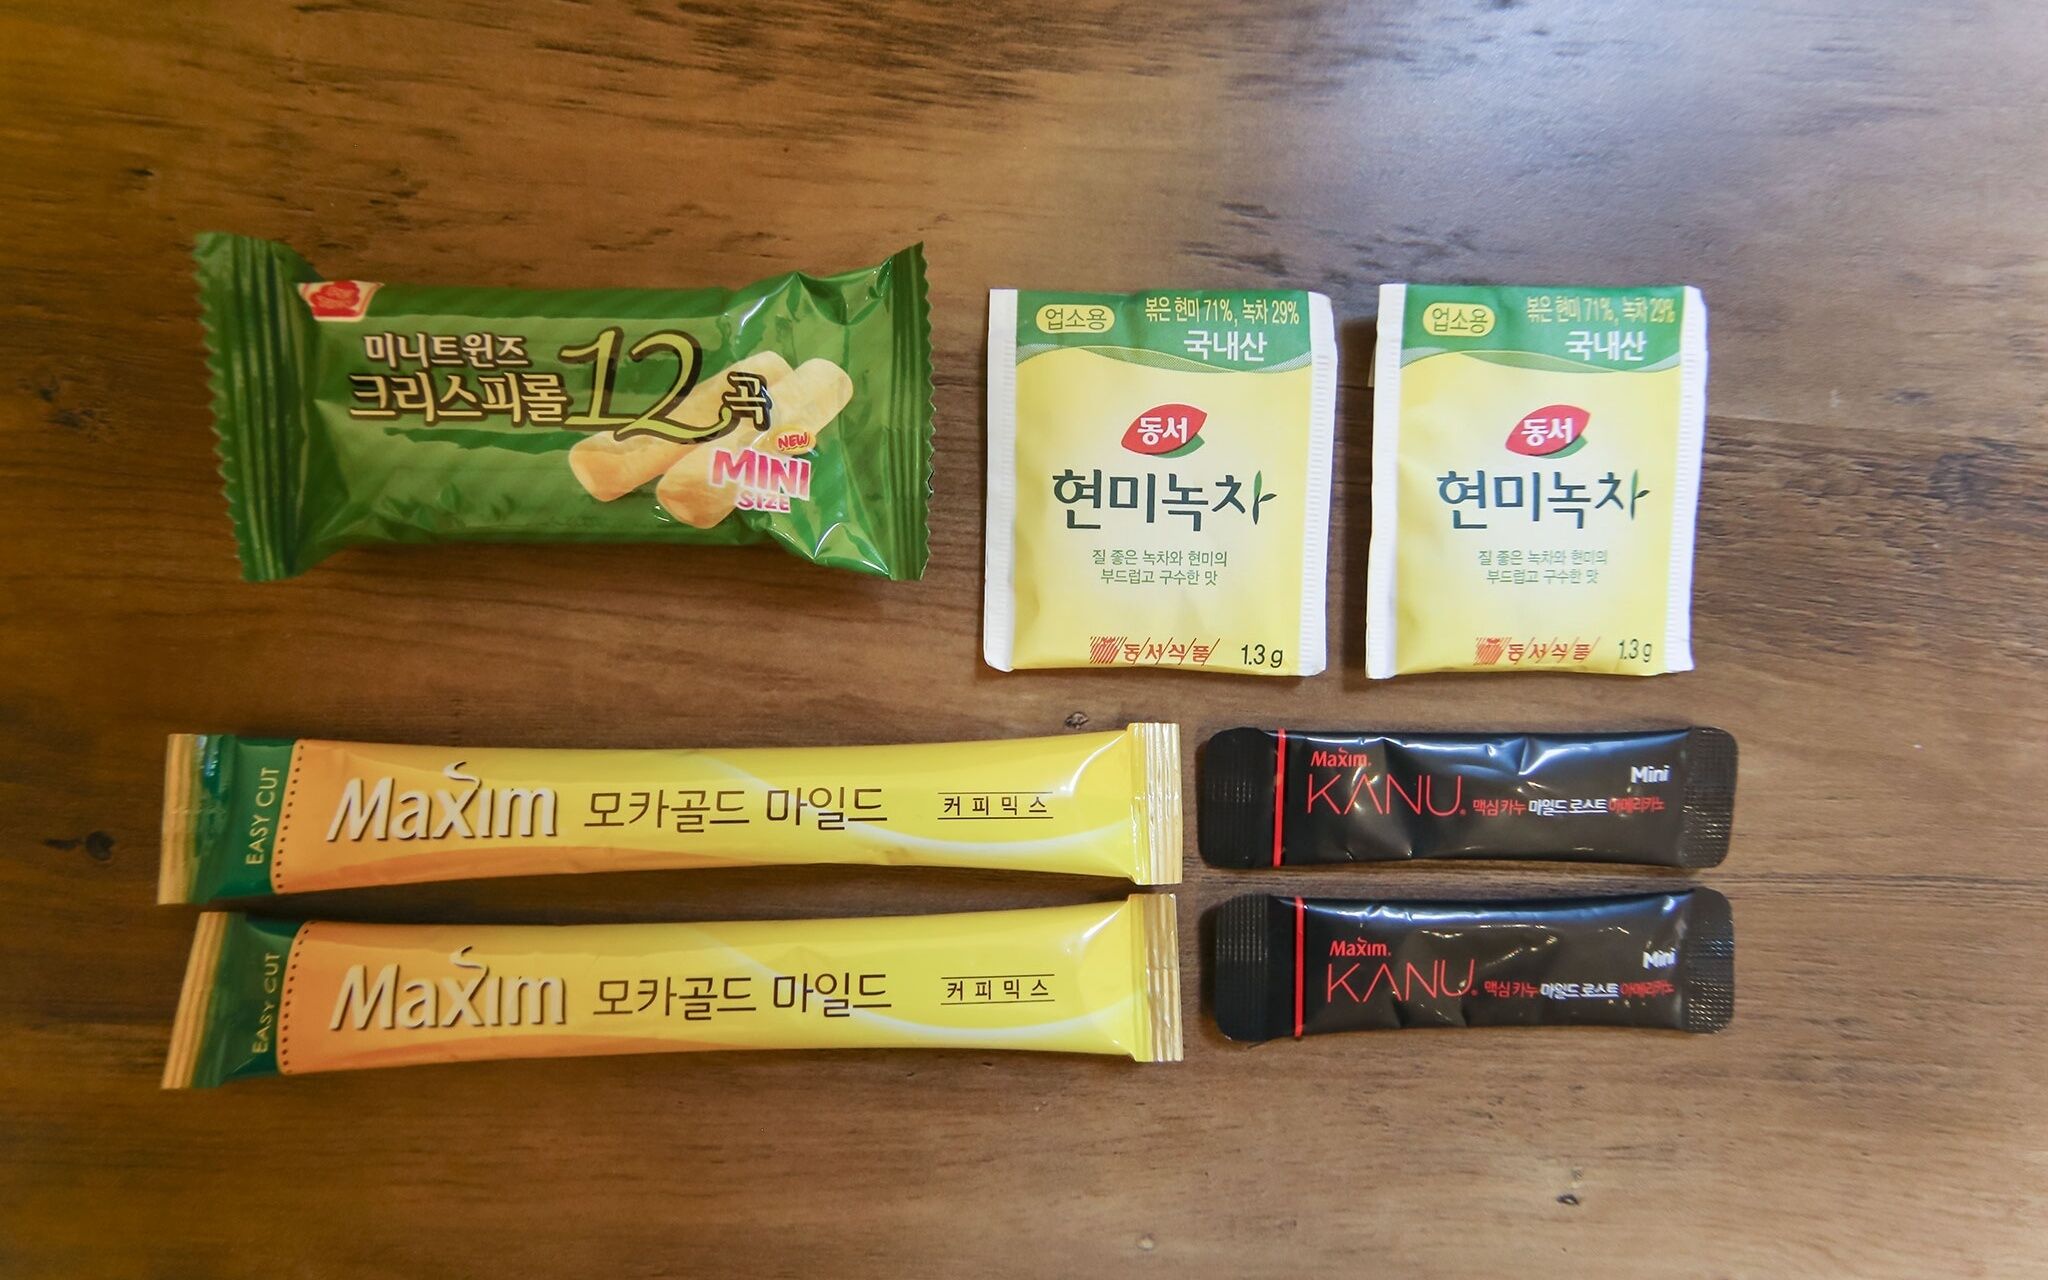 미니트윈즈
크리스피롤 12 곡
NEW
MINI
SIZE
업소용
볶은 현미 71%, 녹차 29%
국내산
동서
현미녹차
질 좋은 녹차와 현미의
부드럽고 구수한 맛
동서식품 1.3 g
업소용
볶은 현미 71%, 녹차 29%
국내산
동서
현미녹차
질 좋은 녹차와 현미의
부드럽고 구수한 맛
동서식품 1.3 g
EASY CUT
Maxim 모카골드 마일드 커피믹스
Maxim
KANU 맥심 카누 마일드 로스트 아메리카노
Mini
EASY CUT
Maxim 모카골드 마일드 커피믹스
Maxim
KANU 맥심 카누 마일드 로스트 아메리카노
Mini